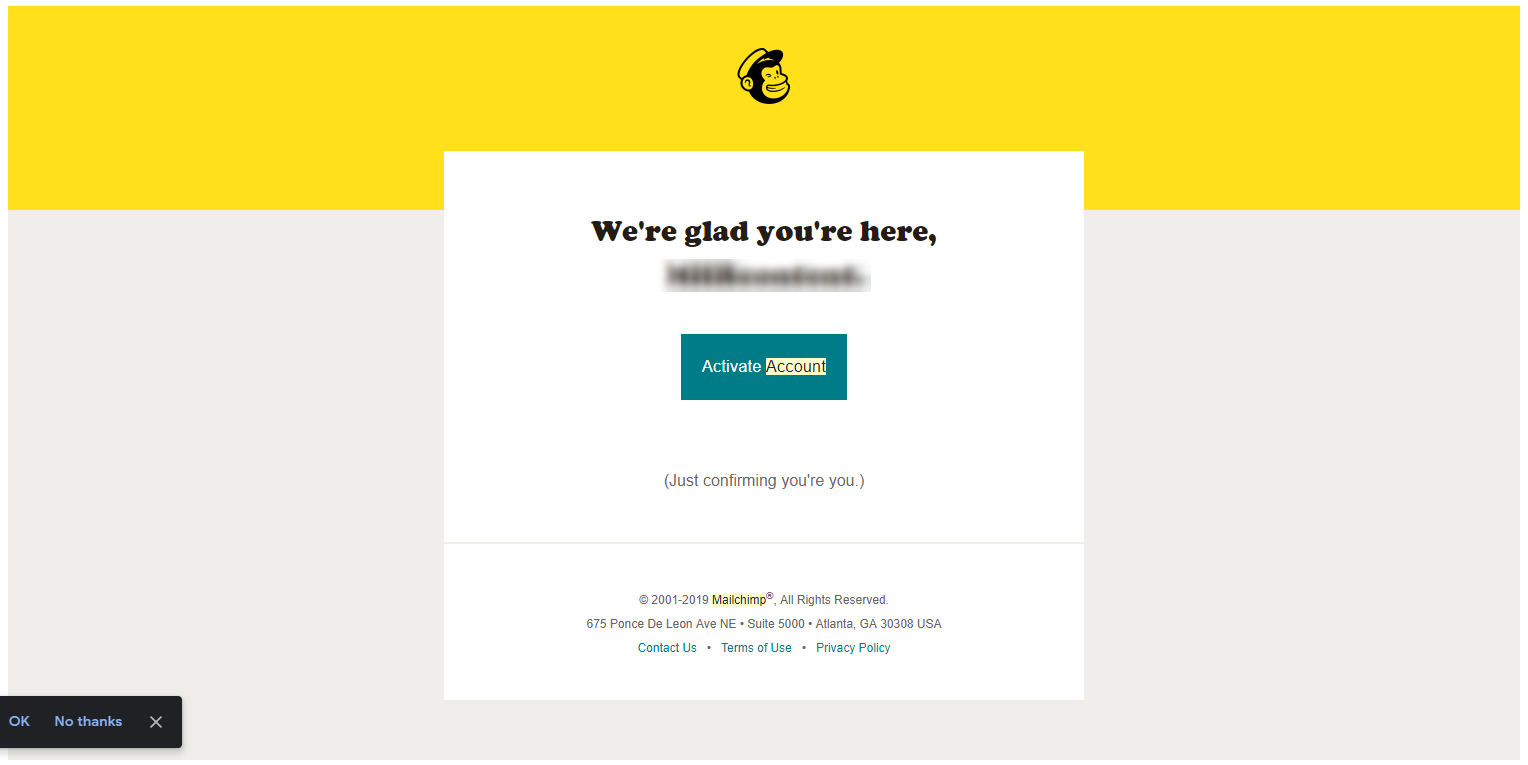 We're glad you're here,
Activate Account
(Just confirming you're you.)
© 2001-2019 Mailchimp®, All Rights Reserved.
675 Ponce De Leon Ave NE • Suite 5000 • Atlanta, GA 30308 USA
Contact Us • Terms of Use • Privacy Policy
OK No thanks